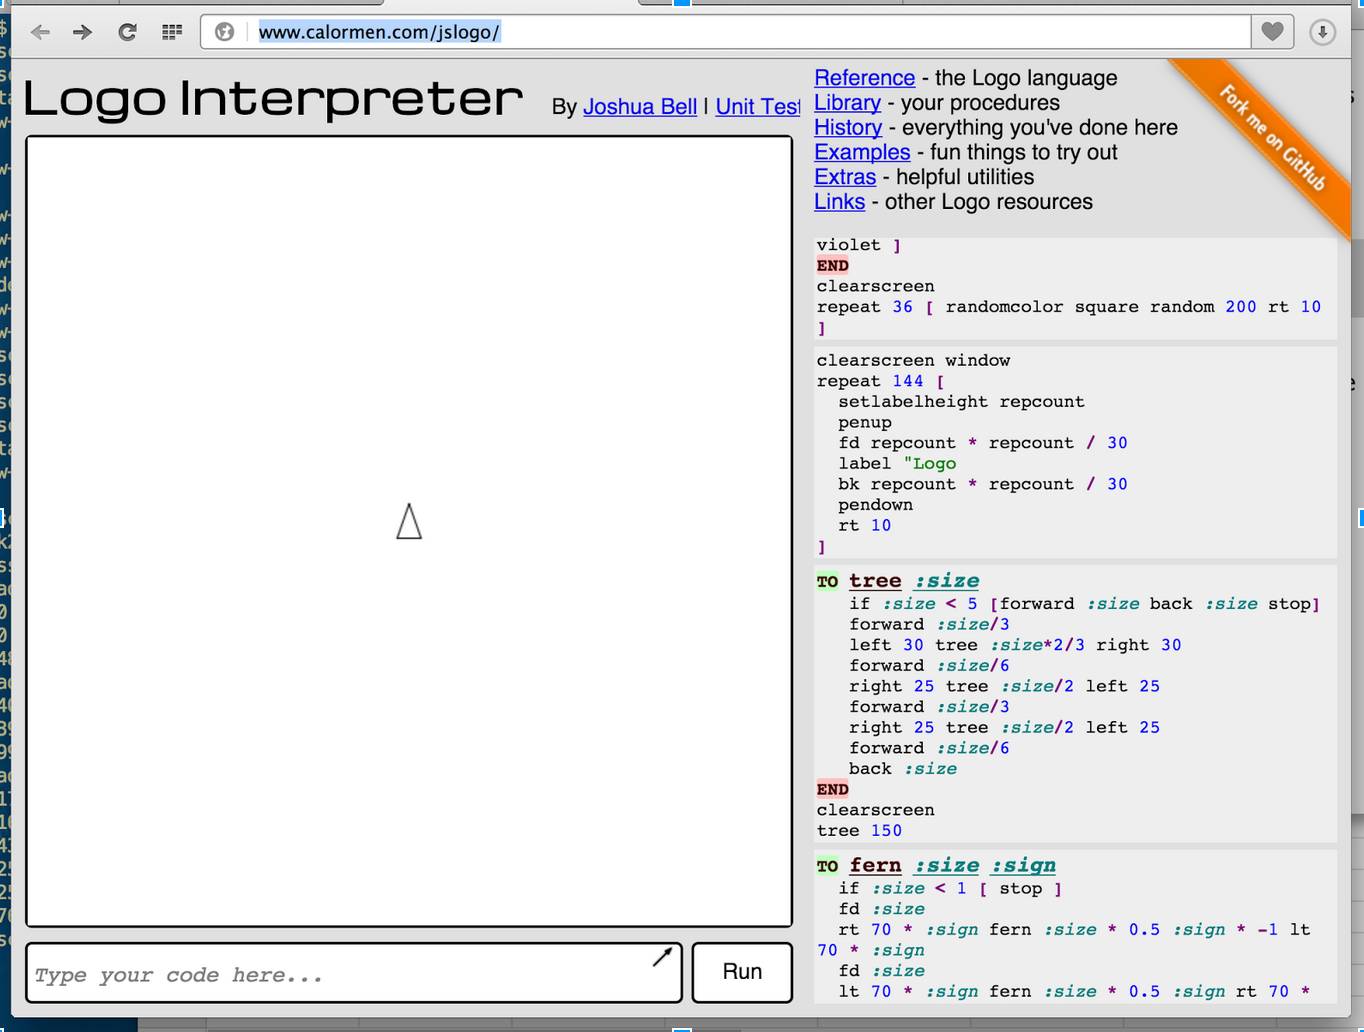 www.calormen.com/jslogo/
Logo Interpreter
By Joshua Bell | Unit Test
Reference - the Logo language
Library - your procedures
History - everything you've done here
Examples - fun things to try out
Extras - helpful utilities
Links - other Logo resources
Fork me on GitHub
violet ]
END
clearscreen
repeat 36 [ randomcolor square random 200 rt 10
]
clearscreen window
repeat 144 [
setlabelheight repcount
penup
fd repcount * repcount / 30
label "Logo
bk repcount * repcount / 30
pendown
rt 10
]
TO tree :size
if :size < 5 [forward :size back :size stop]
forward :size/3
left 30 tree :size*2/3 right 30
forward :size/6
right 25 tree :size/2 left 25
forward :size/3
right 25 tree :size/2 left 25
forward :size/6
back :size
END
clearscreen
tree 150
TO fern :size :sign
if :size < 1 [ stop ]
fd :size
rt 70 * :sign fern :size * 0.5 :sign * -1 lt
70 * :sign
fd :size
lt 70 * :sign fern :size * 0.5 :sign rt 70 *
Type your code here...
Run